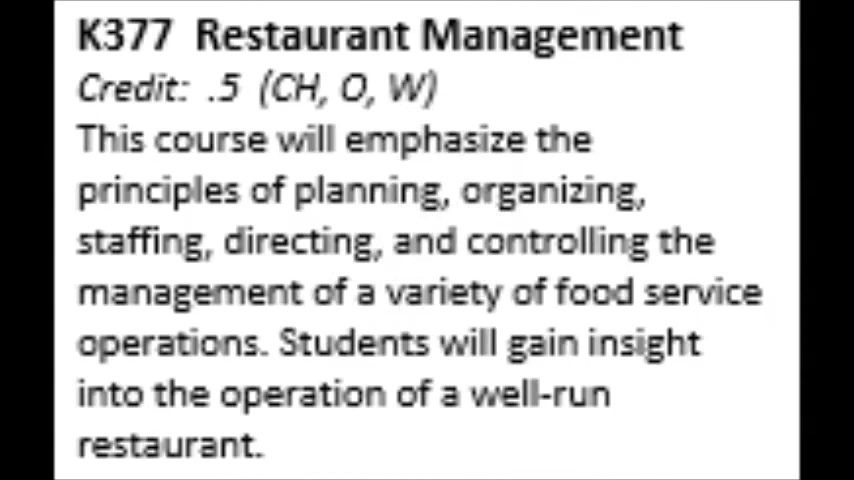 K377  Restaurant Management
Credit:  .5  (CH, O, W)
This course will emphasize the
principles of planning, organizing,
staffing, directing, and controlling the
management of a variety of food service
operations. Students will gain insight
into the operation of a well-run
restaurant.